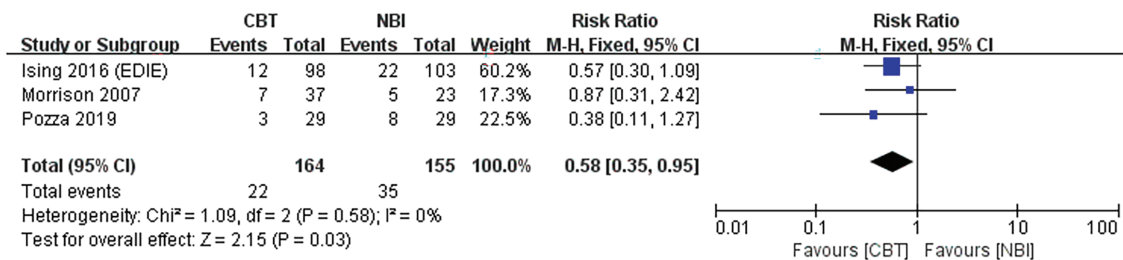 CBT NBI Risk Ratio Risk Ratio
Study or Subgroup Events Total Events Total Weight M-H, Fixed, 95% CI M-H, Fixed, 95% CI
Ising 2016 (EDIE) 12 98 22 103 60.2% 0.57 [0.30, 1.09]
Morrison 2007 7 37 5 23 17.3% 0.87 [0.31, 2.42]
Pozza 2019 3 29 8 29 22.5% 0.38 [0.11, 1.27]
Total (95% CI) 164 155 100.0% 0.58 [0.35, 0.95]
Total events 22 35
Heterogeneity: Chi² = 1.09, df = 2 (P = 0.58); I² = 0%
Test for overall effect: Z = 2.15 (P = 0.03)
0.01 0.1 1 10 100
Favours [CBT] Favours [NBI]